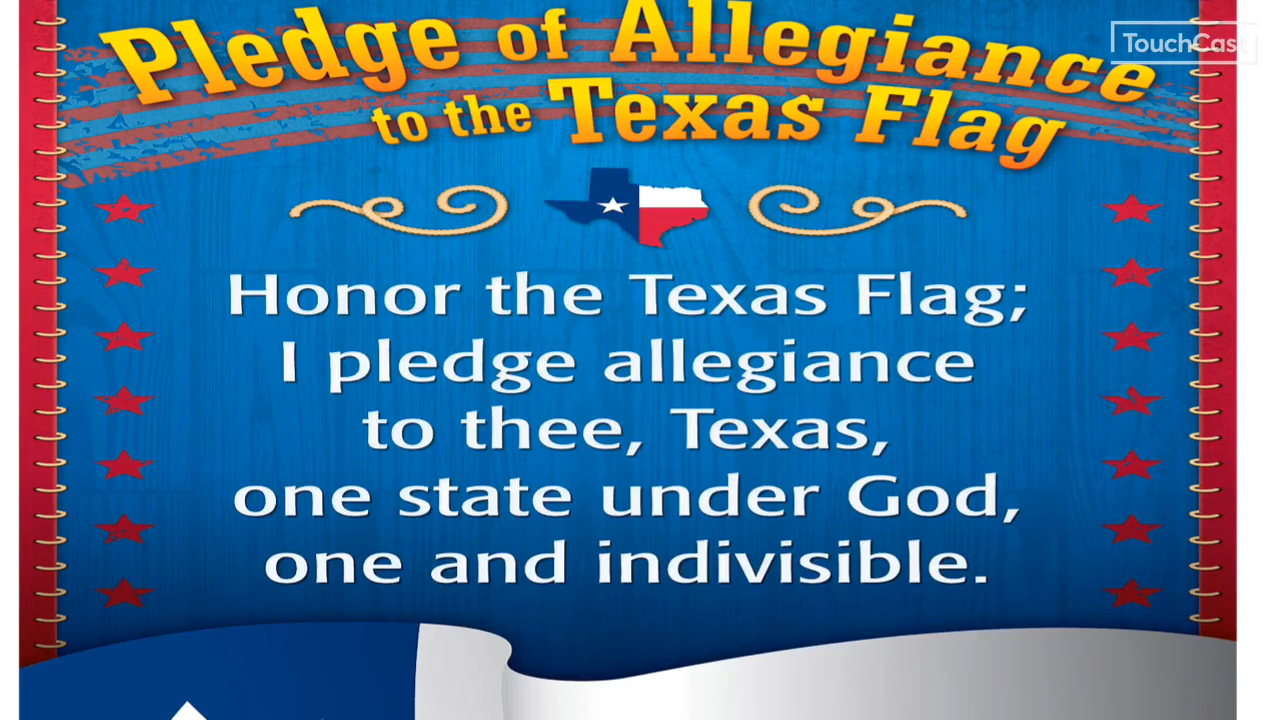 Pledge of Allegiance
to the Texas Flag
TouchCast
Honor the Texas Flag;
I pledge allegiance
to thee, Texas,
one state under God,
one and indivisible.